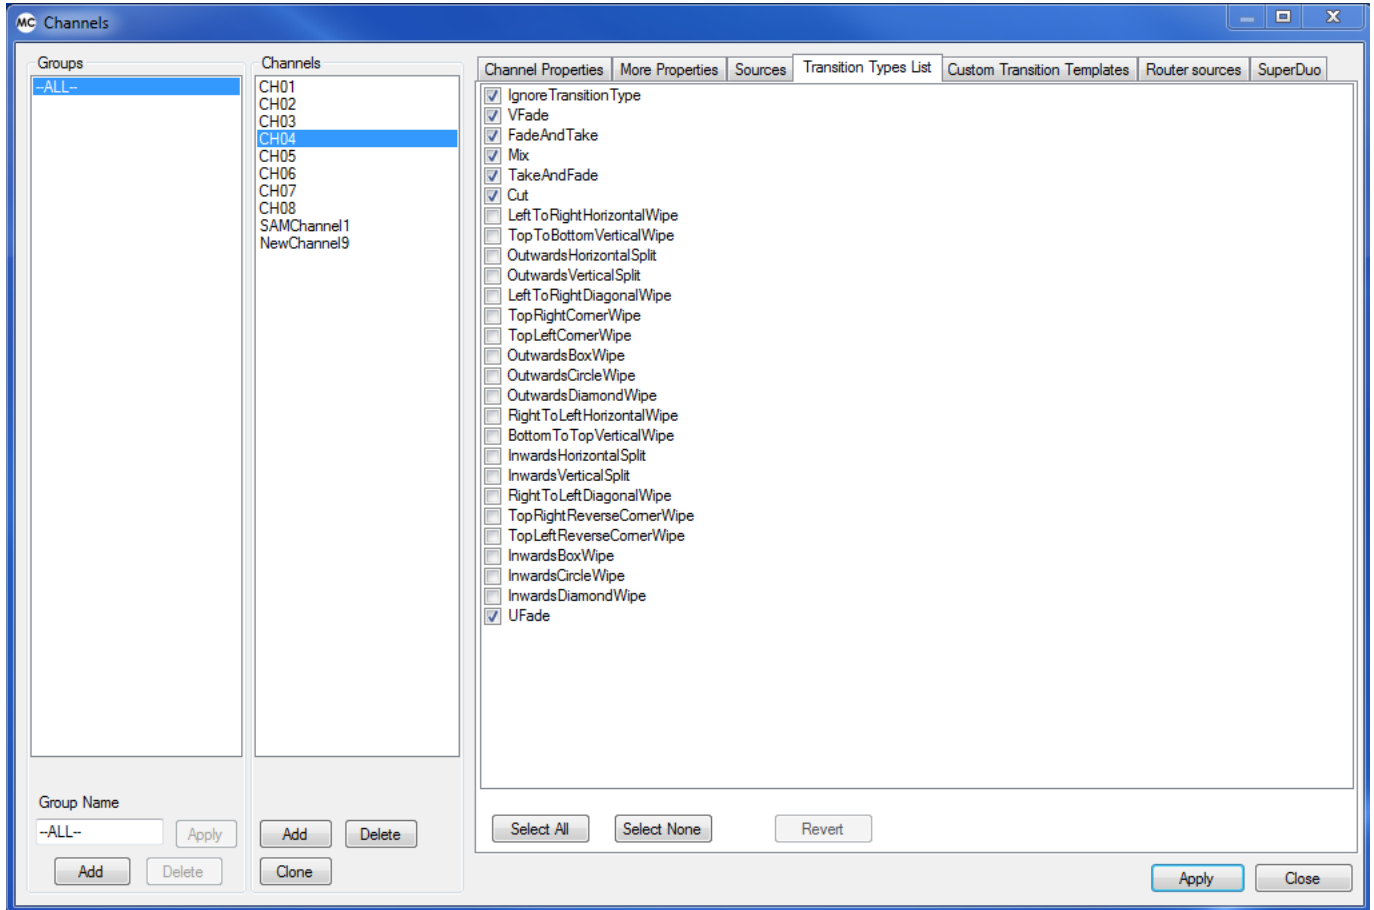 MC Channels
Groups
--ALL--
Group Name
--ALL--
Apply
Add
Delete
Channels
CH01
CH02
CH03
CH04
CH05
CH06
CH07
CH08
SAMChannel1
NewChannel9
Add
Delete
Clone
Channel Properties
More Properties
Sources
Transition Types List
Custom Transition Templates
Router sources
SuperDuo
IgnoreTransitionType
VFade
FadeAndTake
Mix
TakeAndFade
Cut
LeftToRightHorizontalWipe
TopToBottomVerticalWipe
OutwardsHorizontalSplit
OutwardsVerticalSplit
LeftToRightDiagonalWipe
TopRightCornerWipe
TopLeftCornerWipe
OutwardsBoxWipe
OutwardsCircleWipe
OutwardsDiamondWipe
RightToLeftHorizontalWipe
BottomToTopVerticalWipe
InwardsHorizontalSplit
InwardsVerticalSplit
RightToLeftDiagonalWipe
TopRightReverseCornerWipe
TopLeftReverseCornerWipe
InwardsBoxWipe
InwardsCircleWipe
InwardsDiamondWipe
UFade
Select All
Select None
Revert
Apply
Close